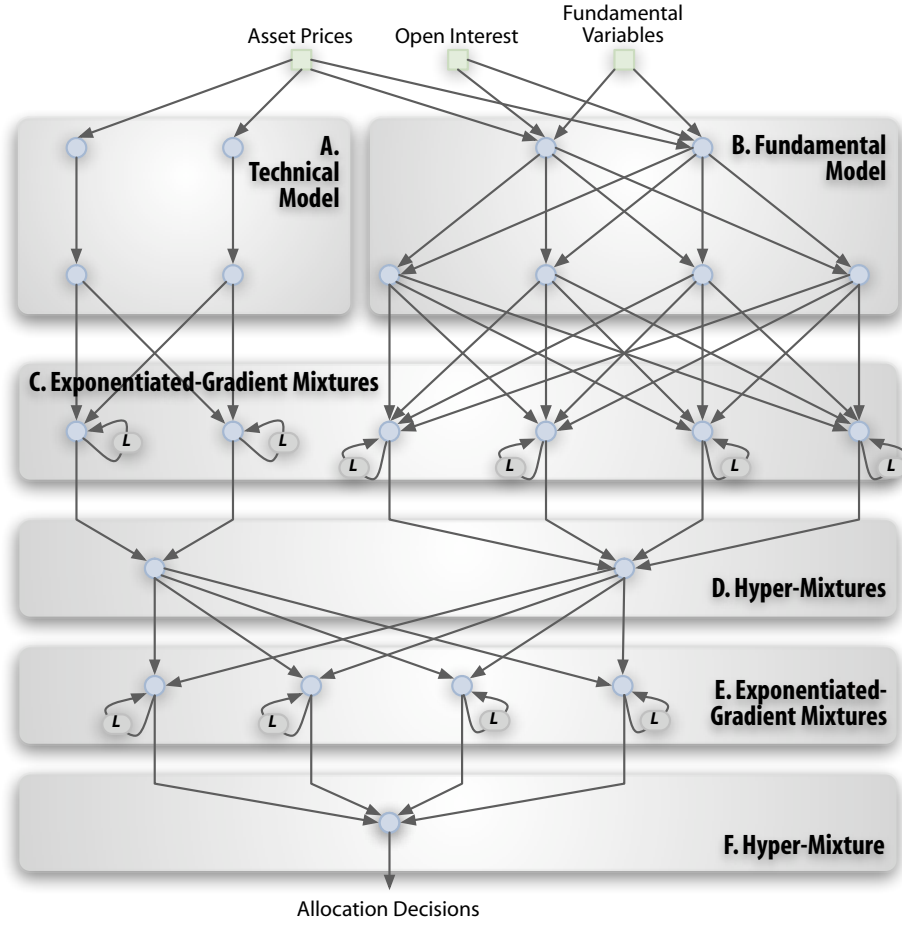 Fundamental
Variables
Asset Prices
Open Interest
A.
Technical
Model
B. Fundamental
Model
C. Exponentiated-Gradient Mixtures
L
L
L
L
L
L
D. Hyper-Mixtures
E. Exponentiated-
Gradient Mixtures
L
L
L
L
F. Hyper-Mixture
Allocation Decisions